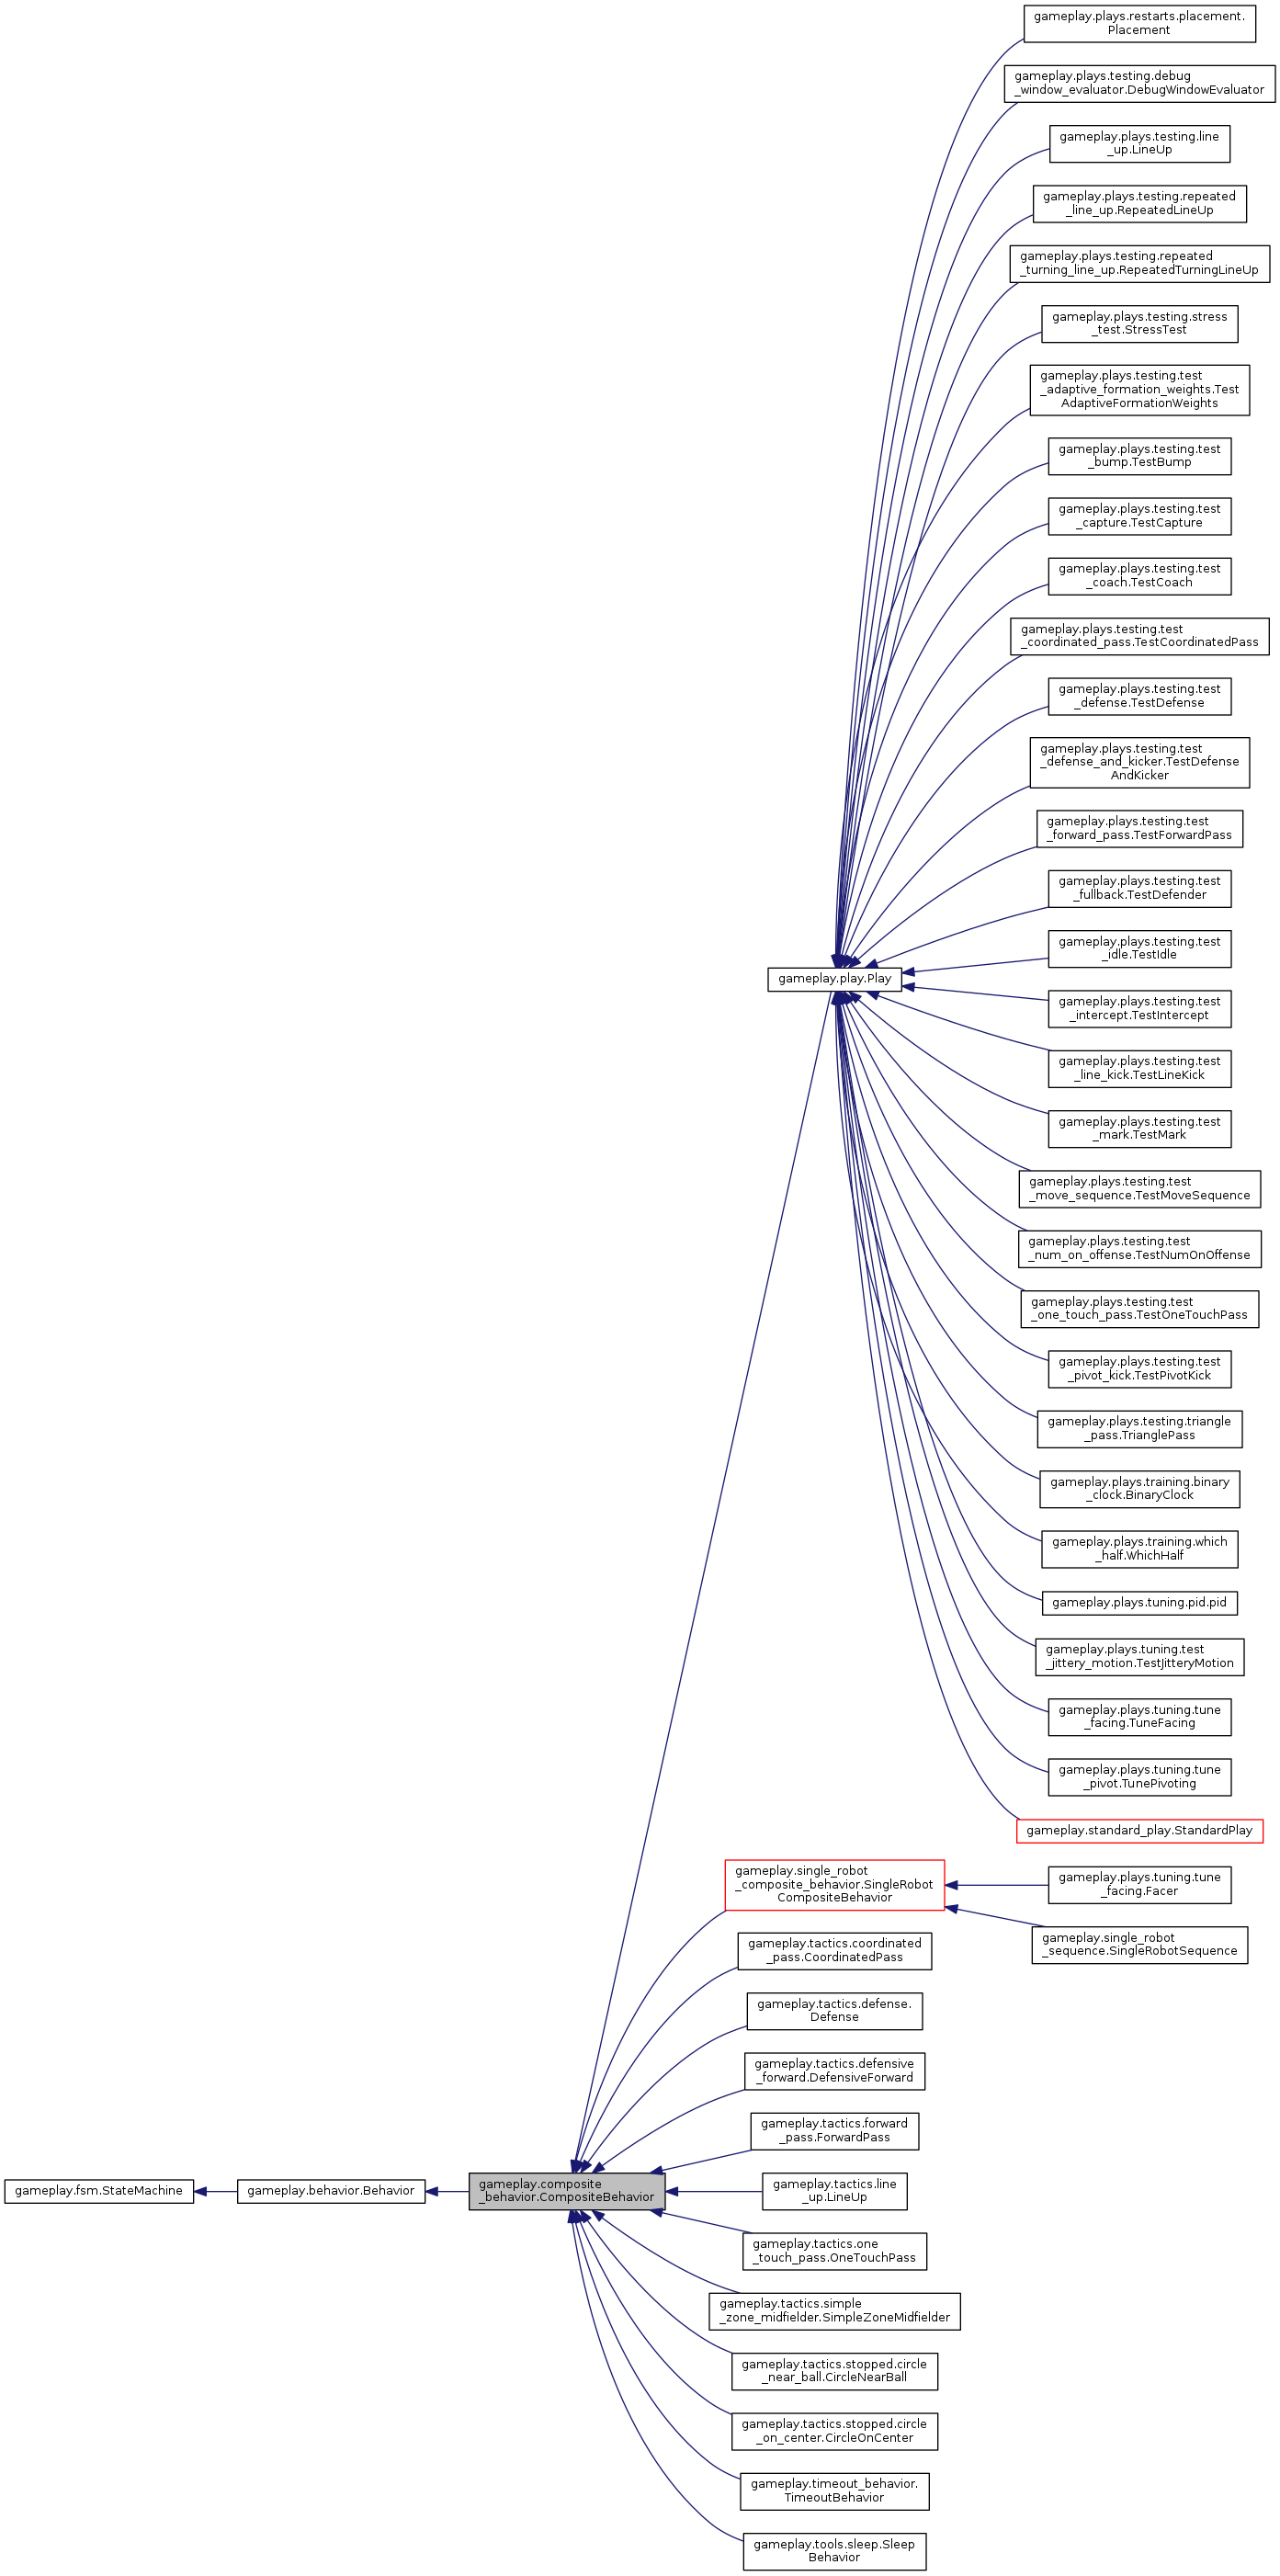 gameplay.plays.restarts.placement.
Placement
gameplay.plays.testing.debug
_window_evaluator.DebugWindowEvaluator
gameplay.plays.testing.line
_up.LineUp
gameplay.plays.testing.repeated
_line_up.RepeatedLineUp
gameplay.plays.testing.repeated
_turning_line_up.RepeatedTurningLineUp
gameplay.plays.testing.stress
_test.StressTest
gameplay.plays.testing.test
_adaptive_formation_weights.Test
AdaptiveFormationWeights
gameplay.plays.testing.test
_bump.TestBump
gameplay.plays.testing.test
_capture.TestCapture
gameplay.plays.testing.test
_coach.TestCoach
gameplay.plays.testing.test
_coordinated_pass.TestCoordinatedPass
gameplay.plays.testing.test
_defense.TestDefense
gameplay.plays.testing.test
_defense_and_kicker.TestDefense
AndKicker
gameplay.plays.testing.test
_forward_pass.TestForwardPass
gameplay.plays.testing.test
_fullback.TestDefender
gameplay.plays.testing.test
_idle.TestIdle
gameplay.play.Play
gameplay.plays.testing.test
_intercept.TestIntercept
gameplay.plays.testing.test
_line_kick.TestLineKick
gameplay.plays.testing.test
_mark.TestMark
gameplay.plays.testing.test
_move_sequence.TestMoveSequence
gameplay.plays.testing.test
_num_on_offense.TestNumOnOffense
gameplay.plays.testing.test
_one_touch_pass.TestOneTouchPass
gameplay.plays.testing.test
_pivot_kick.TestPivotKick
gameplay.plays.testing.triangle
_pass.TrianglePass
gameplay.plays.training.binary
_clock.BinaryClock
gameplay.plays.training.which
_half.WhichHalf
gameplay.plays.tuning.pid.pid
gameplay.plays.tuning.test
_jittery_motion.TestJitteryMotion
gameplay.plays.tuning.tune
_facing.TuneFacing
gameplay.plays.tuning.tune
_pivot.TunePivoting
gameplay.standard_play.StandardPlay
gameplay.single_robot
_composite_behavior.SingleRobot
CompositeBehavior
gameplay.plays.tuning.tune
_facing.Facer
gameplay.single_robot
_sequence.SingleRobotSequence
gameplay.tactics.coordinated
_pass.CoordinatedPass
gameplay.tactics.defense.
Defense
gameplay.tactics.defensive
_forward.DefensiveForward
gameplay.tactics.forward
_pass.ForwardPass
gameplay.fsm.StateMachine
gameplay.behavior.Behavior
gameplay.composite
_behavior.CompositeBehavior
gameplay.tactics.line
_up.LineUp
gameplay.tactics.one
_touch_pass.OneTouchPass
gameplay.tactics.simple
_zone_midfielder.SimpleZoneMidfielder
gameplay.tactics.stopped.circle
_near_ball.CircleNearBall
gameplay.tactics.stopped.circle
_on_center.CircleOnCenter
gameplay.timeout_behavior.
TimeoutBehavior
gameplay.tools.sleep.Sleep
Behavior